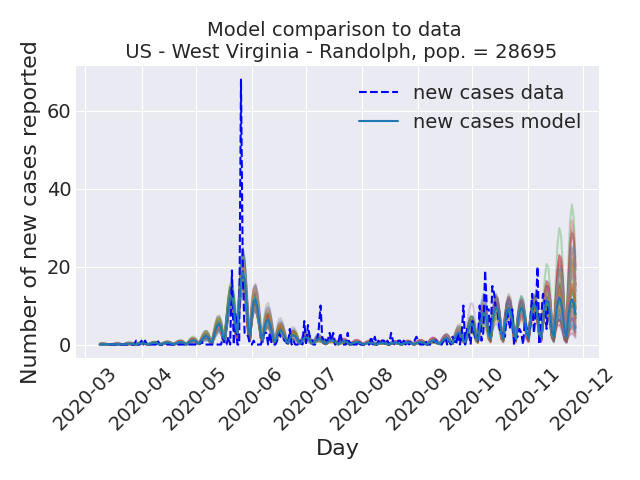 Model comparison to data
US - West Virginia - Randolph, pop. = 28695
Number of new cases reported
60
40
20
0
new cases data
new cases model
2020-03
2020-04
2020-05
2020-06
2020-07
2020-08
2020-09
2020-10
2020-11
2020-12
Day